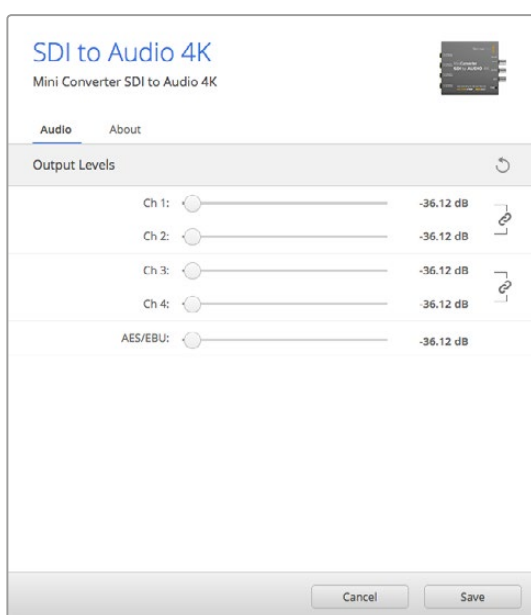 SDI to Audio 4K
Mini Converter SDI to Audio 4K
Audio About
Output Levels
Ch 1: -36.12 dB
Ch 2: -36.12 dB
Ch 3: -36.12 dB
Ch 4: -36.12 dB
AES/EBU: -36.12 dB
Cancel Save